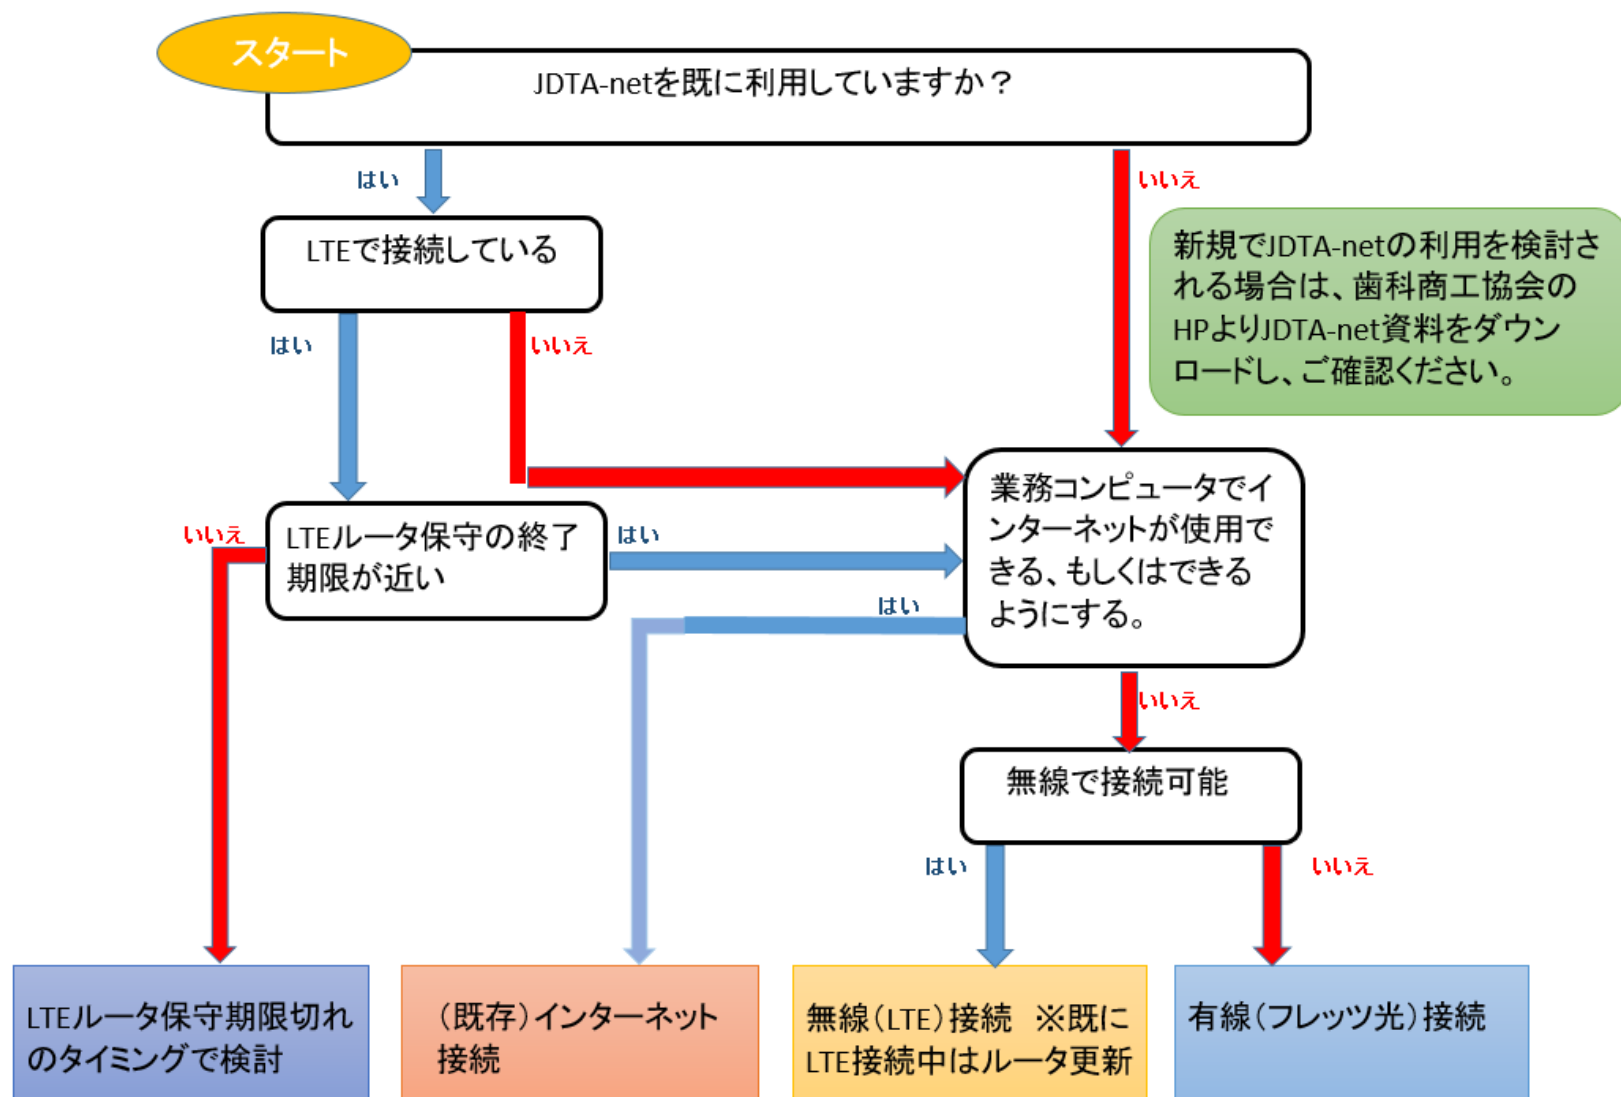 スタート
JDTA-netを既に利用していますか？
はい
いいえ
LTEで接続している
新規でJDTA-netの利用を検討さ
れる場合は、歯科商工協会の
HPよりJDTA-net資料をダウン
ロードし、ご確認ください。
はい
いいえ
業務コンピュータでイ
ンターネットが使用で
きる、もしくはできる
ようにする。
いいえ
LTEルータ保守の終了
期限が近い
はい
はい
いいえ
無線で接続可能
はい
いいえ
LTEルータ保守期限切れ
のタイミングで検討
（既存）インターネット
接続
無線（LTE）接続　※既に
LTE接続中はルータ更新
有線（フレッツ光）接続